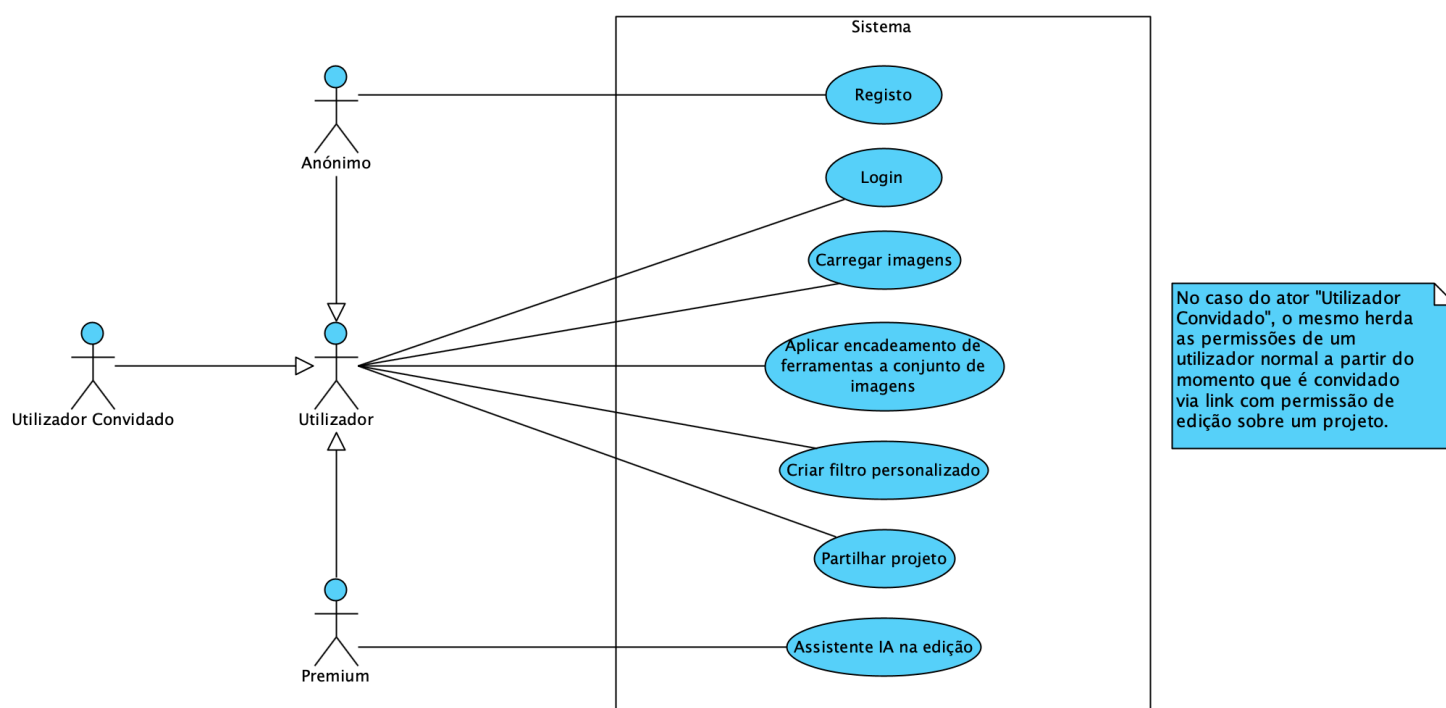 Sistema
Registo
Anónimo
Login
Carregar imagens
No caso do ator "Utilizador
Convidado", o mesmo herda
as permissões de um
utilizador normal a partir do
momento que é convidado
via link com permissão de
edição sobre um projeto.
Aplicar encadeamento de
ferramentas a conjunto de
imagens
Utilizador Convidado
Utilizador
Criar filtro personalizado
Partilhar projeto
Assistente IA na edição
Premium